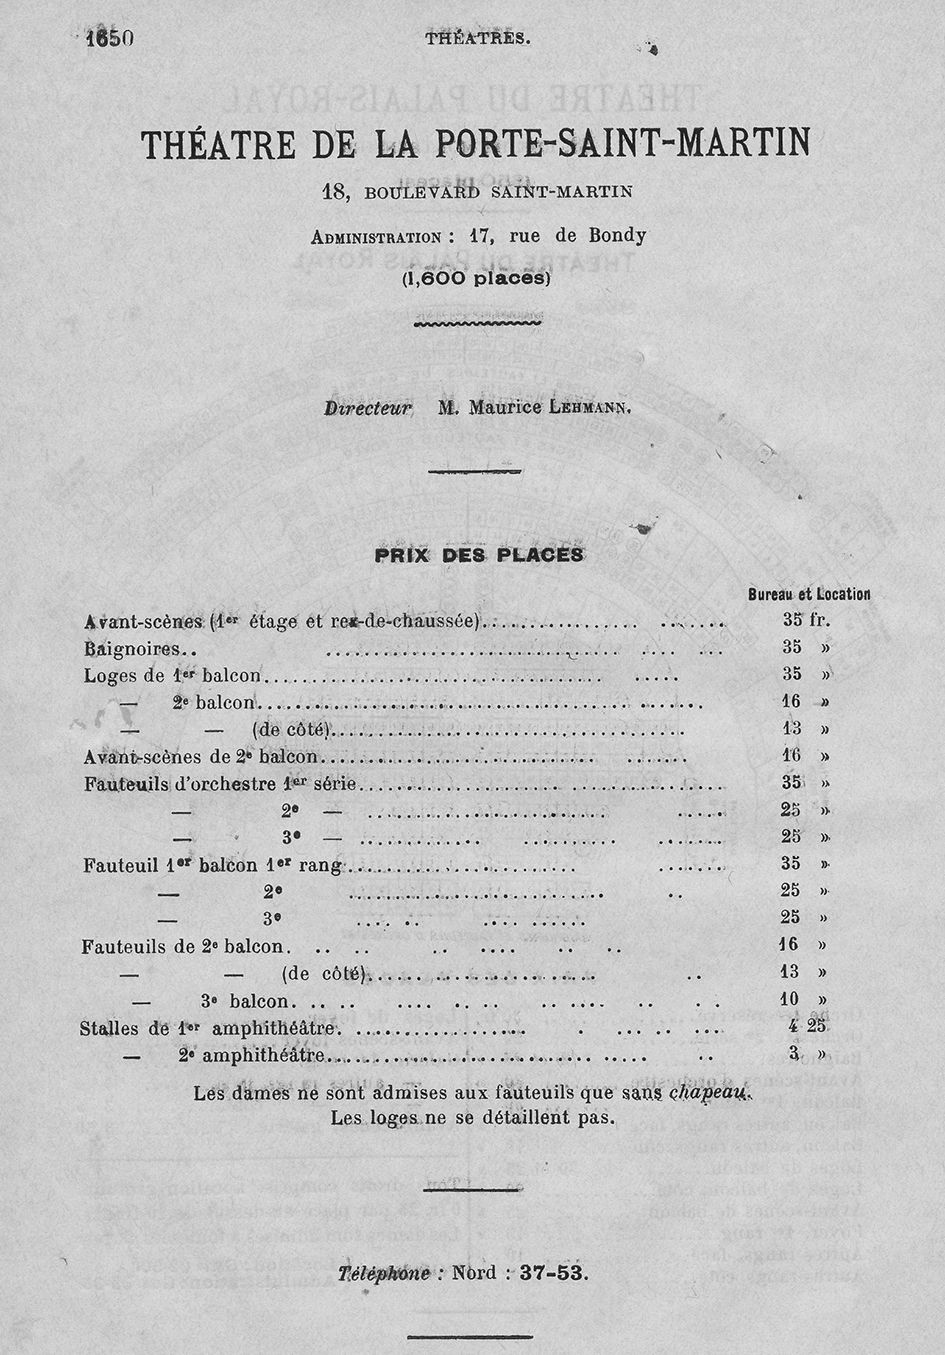 1650
THÉATRES.
THÉATRE DE LA PORTE-SAINT-MARTIN
18, BOULEVARD SAINT-MARTIN
ADMINISTRATION : 17, rue de Bondy
(1,600 places)
Directeur M. Maurice LEHMANN.
PRIX DES PLACES
Bureau et Location
Avant-scènes (1er étage et rez-de-chaussée)........................ 35 fr.
Baignoires.. ........................ 35 »
Loges de 1er balcon........................ 35 »
— 2e balcon........................ 16 »
— — (de côté)........................ 13 »
Avant-scènes de 2e balcon........................ 16 »
Fauteuils d'orchestre 1er série........................ 35 »
— 2e — ........................ 25 »
— 3e — ........................ 25 »
Fauteuil 1er balcon 1er rang........................ 35 »
— 2e ........................ 25 »
— 3e ........................ 25 »
Fauteuils de 2e balcon. ........................ 16 »
— — (de côté)........................ 13 »
— 3e balcon. ........................ 10 »
Stalles de 1er amphithéâtre. ........................ 4 25
— 2e amphithéâtre........................ 3 »
Les dames ne sont admises aux fauteuils que sans chapeau.
Les loges ne se détaillent pas.
Téléphone : Nord : 37-53.